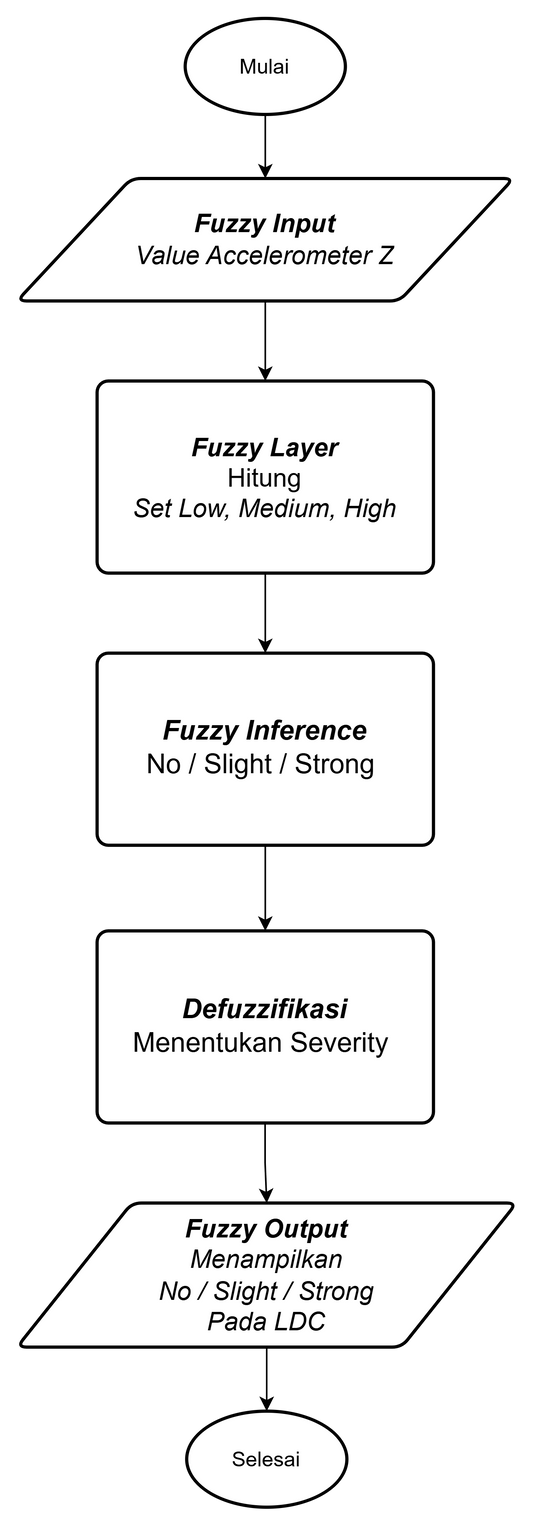 Mulai
Fuzzy Input
Value Accelerometer Z
Fuzzy Layer
Hitung
Set Low, Medium, High
Fuzzy Inference
No / Slight / Strong
Defuzzifikasi
Menentukan Severity
Fuzzy Output
Menampilkan
No / Slight / Strong
Pada LDC
Selesai